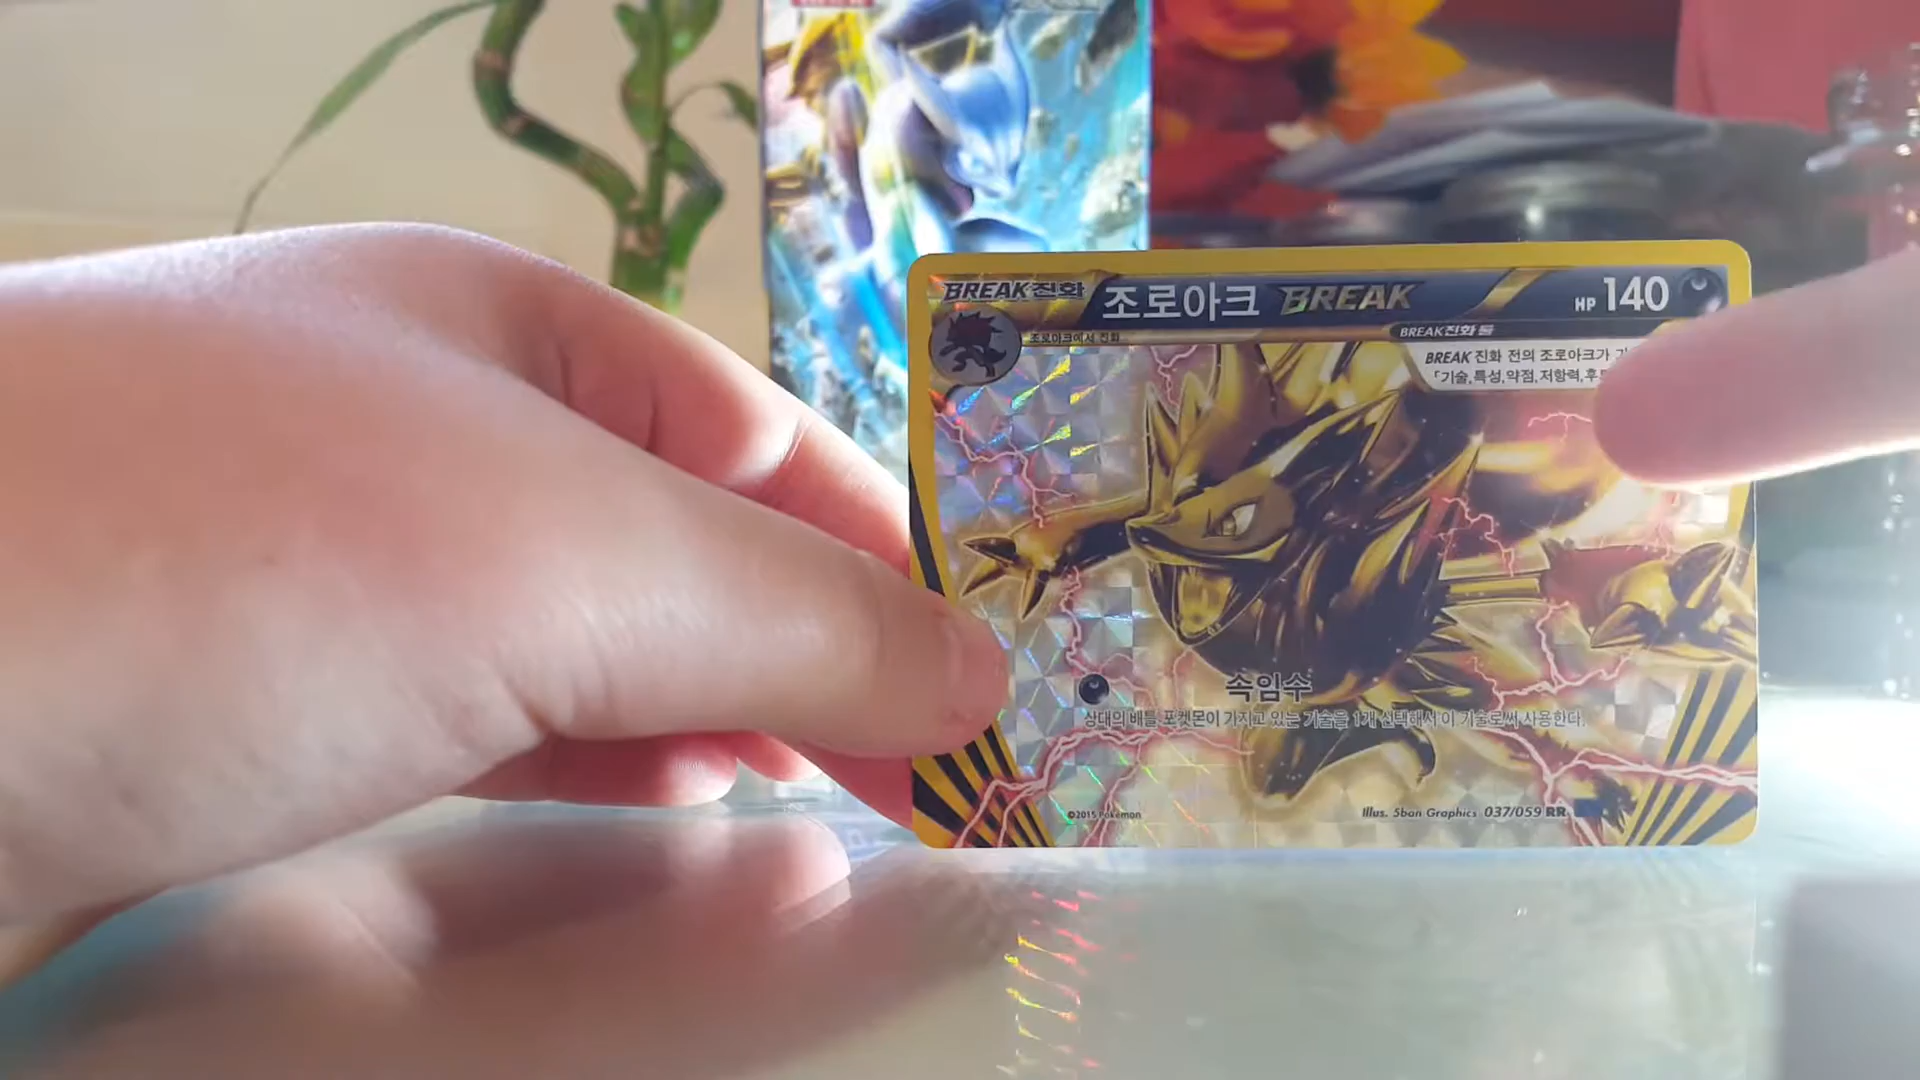 BREAK진화 조로아크 BREAK HP 140
조로아크에서 진화
BREAK진화 룰
BREAK 진화 전의 조로아크가
「기술,특성,약점,저항력,후
속임수
상대의 배틀 포켓몬이 가지고 있는 기술을 1개 선택해서 이 기술로써 사용한다.
©2015 Pokémon
Illus. 5ban Graphics 037/059 RR